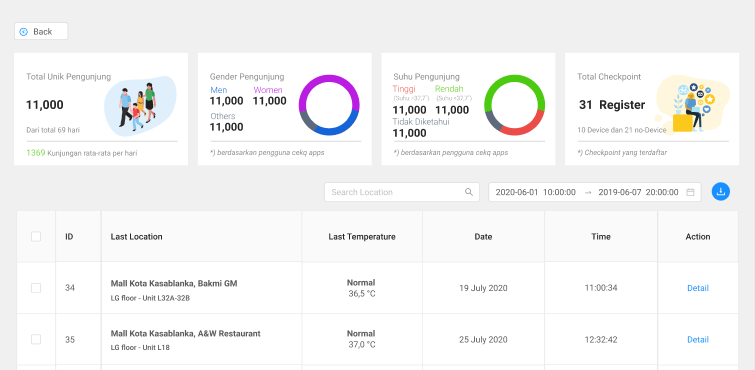 Back
Total Unik Pengunjung
11,000
Dari total 69 hari
1369 Kunjungan rata-rata per hari
Gender Pengunjung
Men Women
11,000 11,000
Others
11,000
*) berdasarkan pengguna cekq apps
Suhu Pengunjung
Tinggi Rendah
(Suhu >37,7°) (Suhu <37,7°)
11,000 11,000
Tidak Diketahui
11,000
*) berdasarkan pengguna cekq apps
Total Checkpoint
31 Register
10 Device dan 21 no-Device
*) Checkpoint yang terdaftar
Search Location
2020-06-01 10:00:00 → 2019-06-07 20:00:00
ID Last Location Last Temperature Date Time Action
34 Mall Kota Kasablanka, Bakmi GM Normal 19 July 2020 11:00:34 Detail
LG floor - Unit L32A-32B 36,5 °C
35 Mall Kota Kasablanka, A&W Restaurant Normal 25 July 2020 12:32:42 Detail
LG floor - Unit L18 37,0 °C